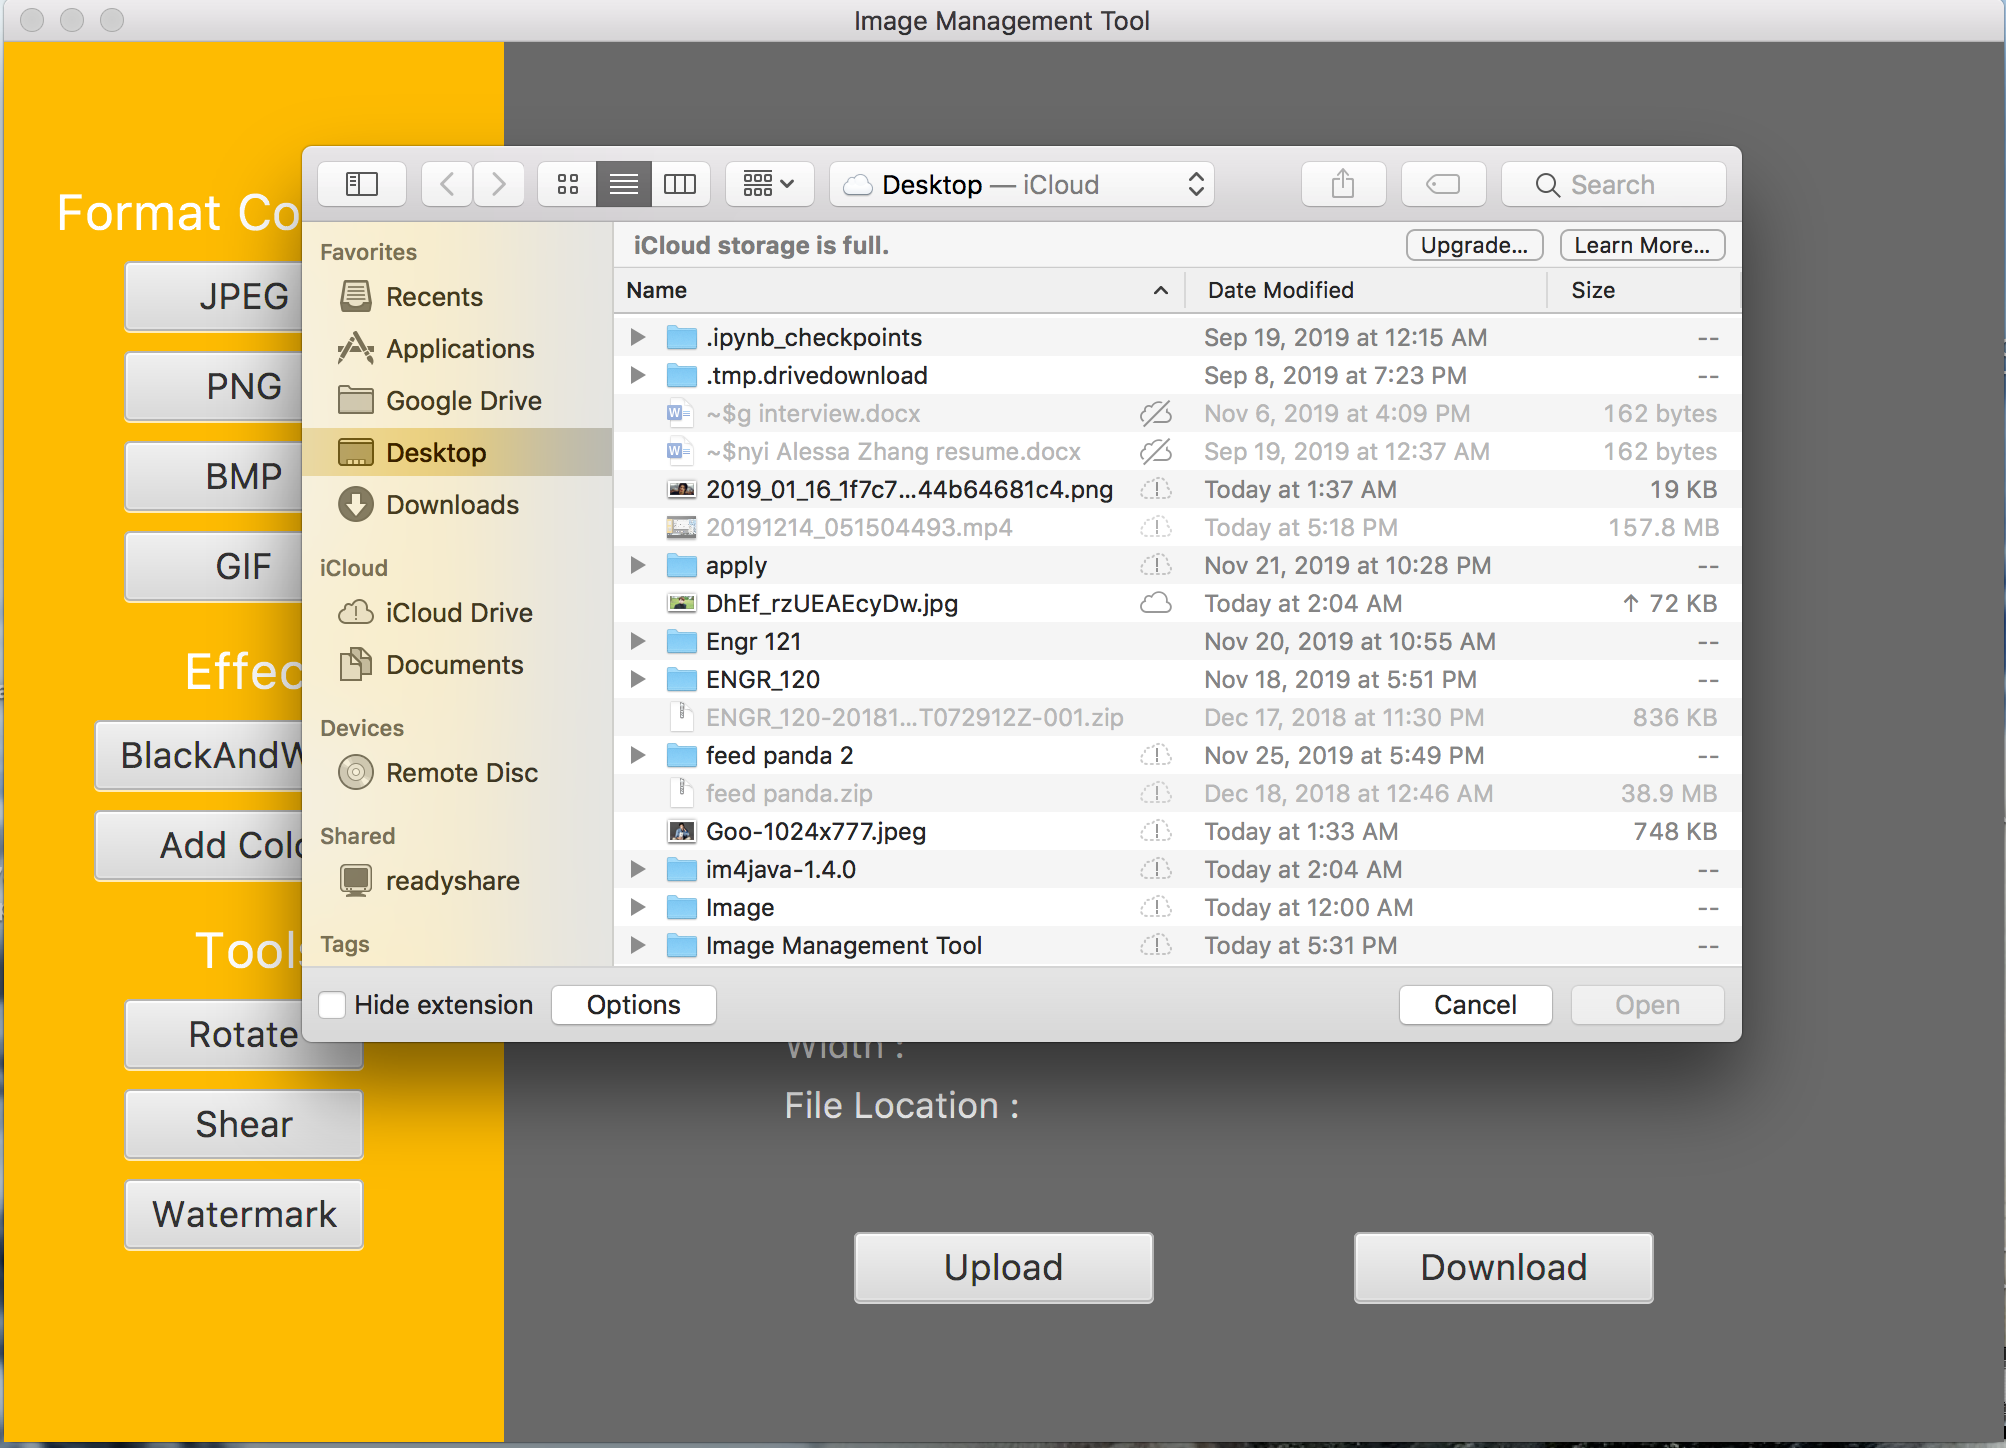 Image Management Tool
Desktop — iCloud
Search
Format Co
JPEG
PNG
BMP
GIF
Effec
BlackAndW
Add Colo
Tools
Rotate
Shear
Watermark
Favorites
Recents
Applications
Google Drive
Desktop
Downloads
iCloud
iCloud Drive
Documents
Devices
Remote Disc
Shared
readyshare
Tags
iCloud storage is full. Upgrade... Learn More...
Name Date Modified Size
.ipynb_checkpoints Sep 19, 2019 at 12:15 AM --
.tmp.drivedownload Sep 8, 2019 at 7:23 PM --
~$g interview.docx Nov 6, 2019 at 4:09 PM 162 bytes
~$nyi Alessa Zhang resume.docx Sep 19, 2019 at 12:37 AM 162 bytes
2019_01_16_1f7c7...44b64681c4.png Today at 1:37 AM 19 KB
20191214_051504493.mp4 Today at 5:18 PM 157.8 MB
apply Nov 21, 2019 at 10:28 PM --
DhEf_rzUEAEcyDw.jpg Today at 2:04 AM ↑ 72 KB
Engr 121 Nov 20, 2019 at 10:55 AM --
ENGR_120 Nov 18, 2019 at 5:51 PM --
ENGR_120-20181...T072912Z-001.zip Dec 17, 2018 at 11:30 PM 836 KB
feed panda 2 Nov 25, 2019 at 5:49 PM --
feed panda.zip Dec 18, 2018 at 12:46 AM 38.9 MB
Goo-1024x777.jpeg Today at 1:33 AM 748 KB
im4java-1.4.0 Today at 2:04 AM --
Image Today at 12:00 AM --
Image Management Tool Today at 5:31 PM --
Hide extension Options Cancel Open
Width :
File Location :
Upload Download